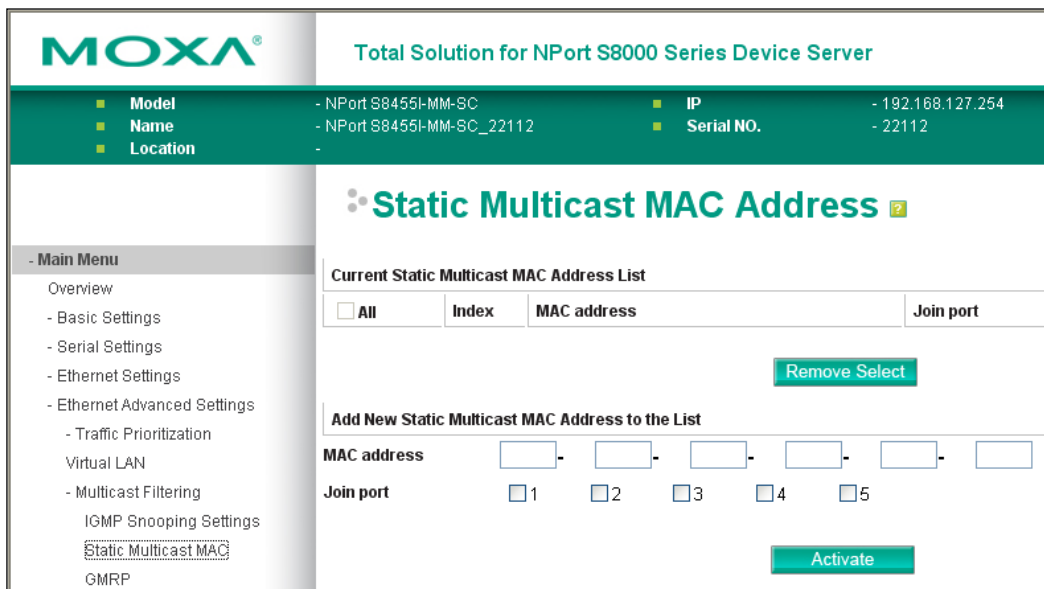 MOXA®
Total Solution for NPort S8000 Series Device Server
Model - NPort S8455I-MM-SC IP - 192.168.127.254
Name - NPort S8455I-MM-SC_22112 Serial NO. - 22112
Location -
Static Multicast MAC Address ?
- Main Menu
Overview
- Basic Settings
- Serial Settings
- Ethernet Settings
- Ethernet Advanced Settings
- Traffic Prioritization
Virtual LAN
- Multicast Filtering
IGMP Snooping Settings
Static Multicast MAC
GMRP
Current Static Multicast MAC Address List
All Index MAC address Join port
Remove Select
Add New Static Multicast MAC Address to the List
MAC address - - - - -
Join port 1 2 3 4 5
Activate